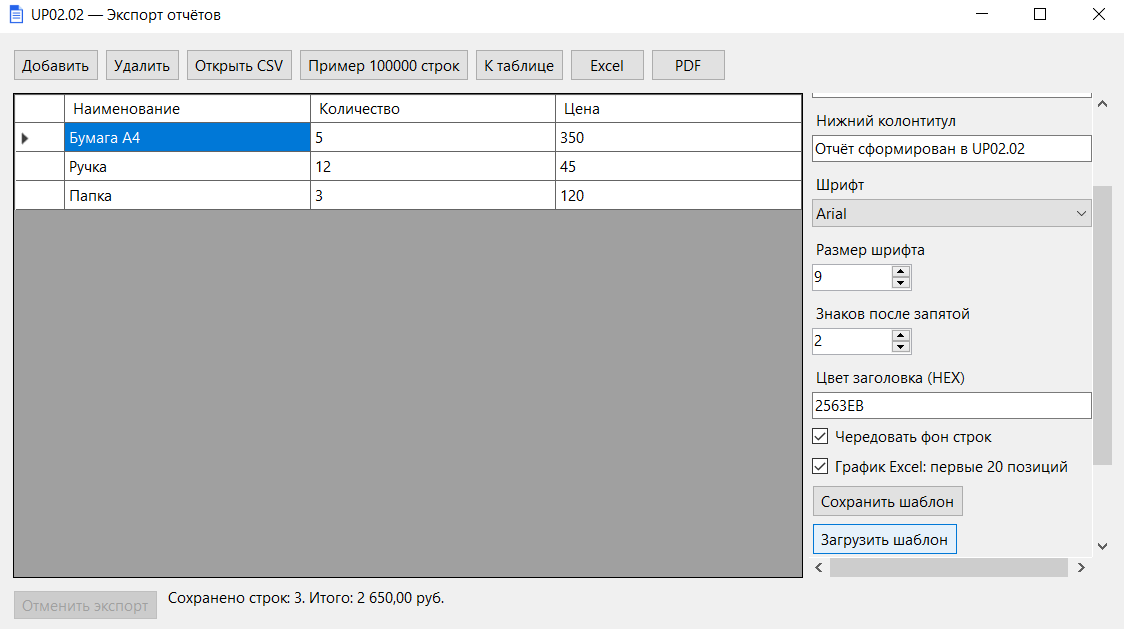 UP02.02 — Экспорт отчётов
Добавить Удалить Открыть CSV Пример 100000 строк К таблице Excel PDF
Наименование Количество Цена
Бумага А4 5 350
Ручка 12 45
Папка 3 120
Нижний колонтитул
Отчёт сформирован в UP02.02
Шрифт
Arial
Размер шрифта
9
Знаков после запятой
2
Цвет заголовка (HEX)
2563EB
Чередовать фон строк
График Excel: первые 20 позиций
Сохранить шаблон
Загрузить шаблон
Отменить экспорт Сохранено строк: 3. Итого: 2 650,00 руб.